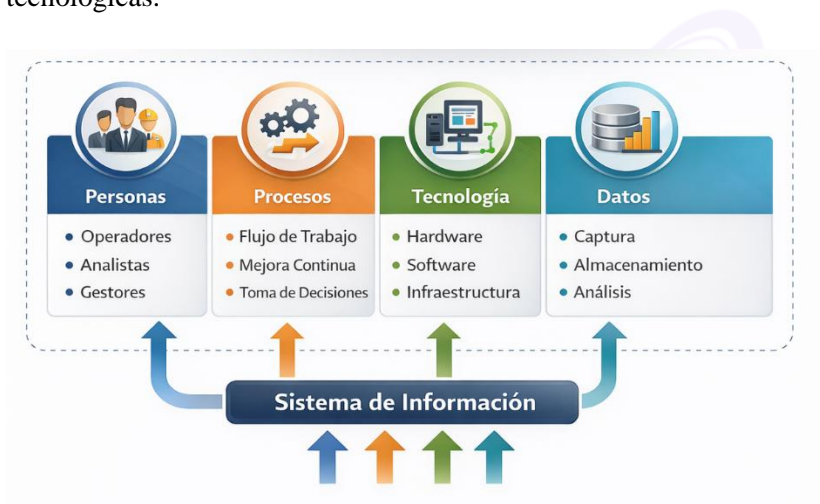 tecnológicas.
Personas
Operadores
Analistas
Gestores
Procesos
Flujo de Trabajo
Mejora Continua
Toma de Decisiones
Tecnología
Hardware
Software
Infraestructura
Datos
Captura
Almacenamiento
Análisis
Sistema de Información